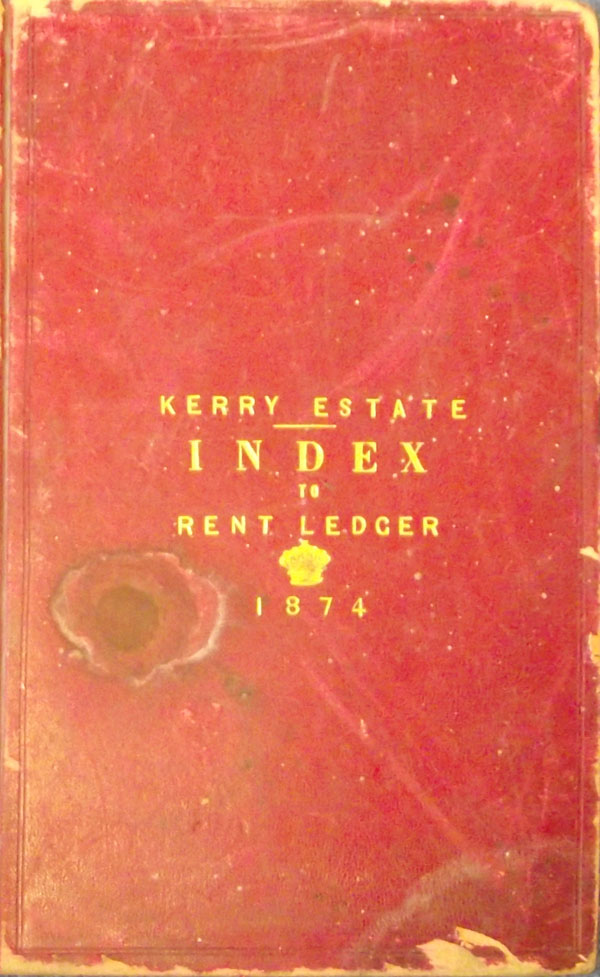 KERRY ESTATE
INDEX
TO
RENT LEDGER
1874